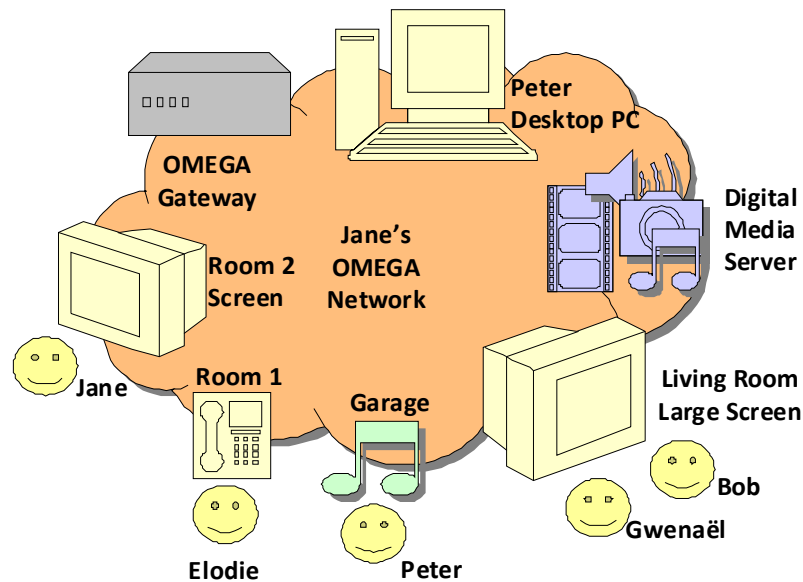 Peter
Desktop PC
OMEGA
Gateway
Digital
Media
Server
Jane's
OMEGA
Network
Room 2
Screen
Jane
Room 1
Garage
Living Room
Large Screen
Bob
Gwenaël
Elodie
Peter